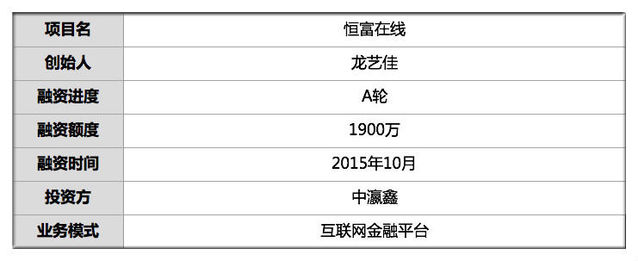 项目名 恒富在线
创始人 龙艺佳
融资进度 A轮
融资额度 1900万
融资时间 2015年10月
投资方 中瀛鑫
业务模式 互联网金融平台